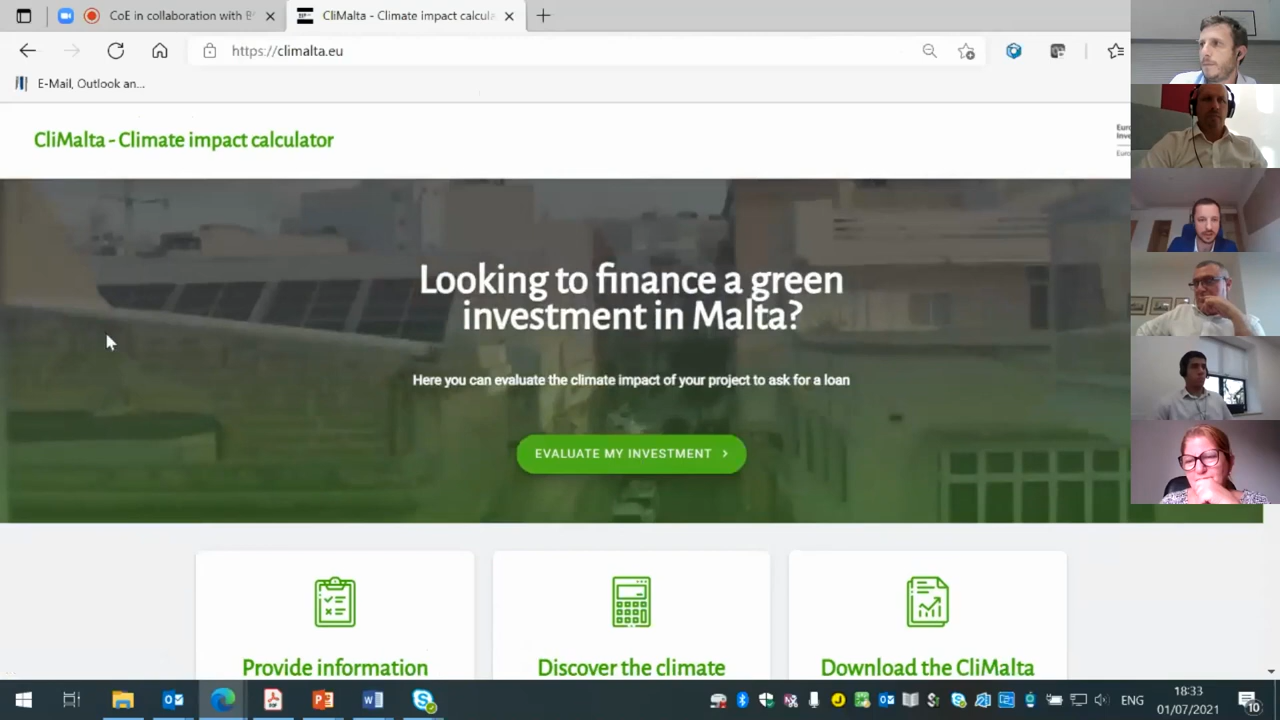 CoE in collaboration with B
CliMalta - Climate impact calcula
https://climalta.eu
E-Mail, Outlook an...
CliMalta - Climate impact calculator
Looking to finance a green
investment in Malta?
Here you can evaluate the climate impact of your project to ask for a loan
EVALUATE MY INVESTMENT
Provide information
Discover the climate
Download the CliMalta
ENG
18:33
01/07/2021
10